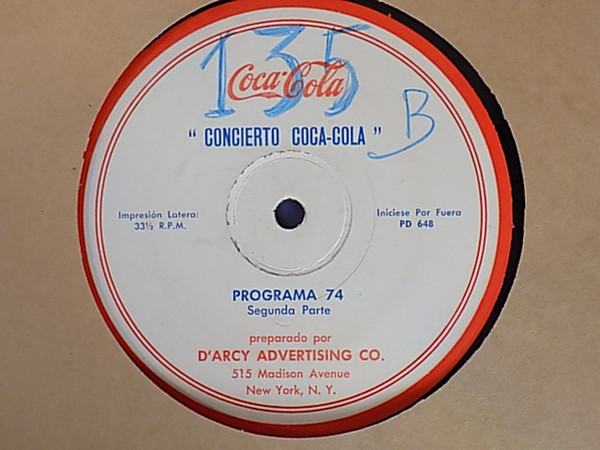 135
Coca-Cola
B
" CONCIERTO COCA-COLA "
Impresión Latera:
33⅓ R.P.M.
Iniciese Por Fuera
PD 648
PROGRAMA 74
Segunda Parte
preparado por
D'ARCY ADVERTISING CO.
515 Madison Avenue
New York, N. Y.